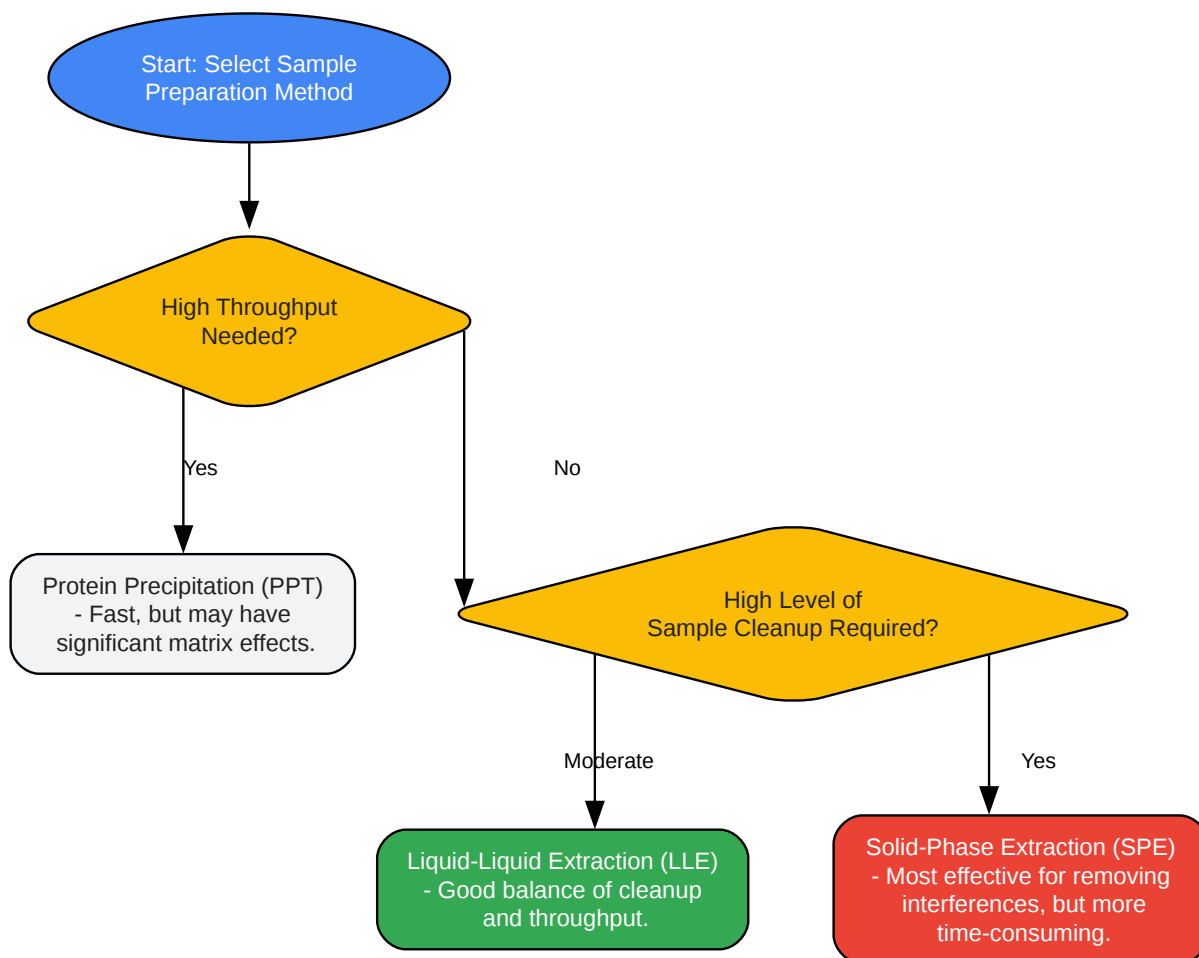 Start: Select Sample
Preparation Method
High Throughput
Needed?
Yes
No
Protein Precipitation (PPT)
- Fast, but may have
significant matrix effects.
High Level of
Sample Cleanup Required?
Moderate
Yes
Liquid-Liquid Extraction (LLE)
- Good balance of cleanup
and throughput.
Solid-Phase Extraction (SPE)
- Most effective for removing
interferences, but more
time-consuming.